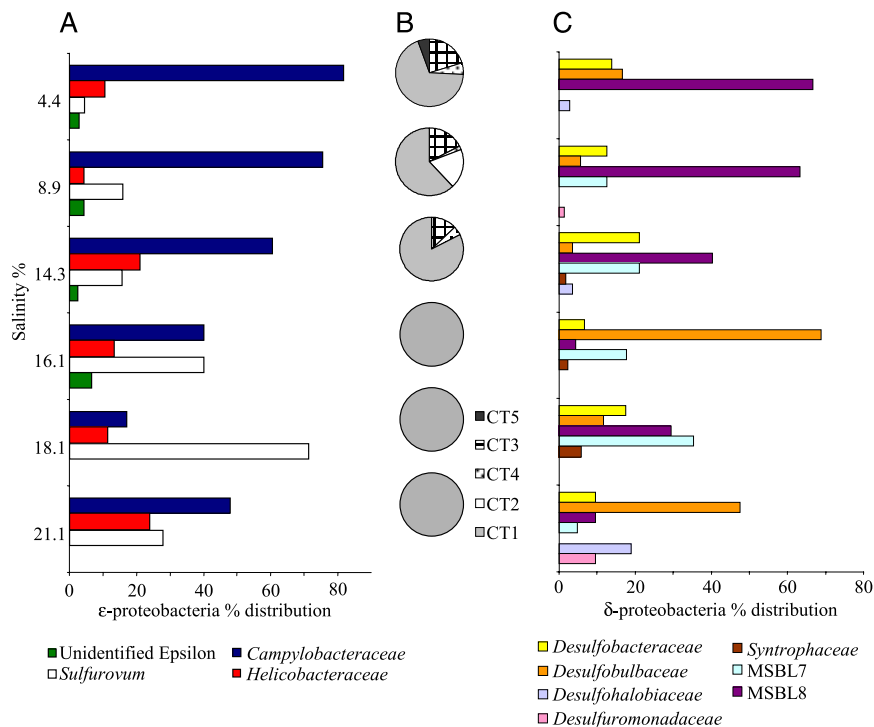 A
B
C
Salinity %
4.4
8.9
14.3
16.1
18.1
21.1
0 20 40 60 80
ε-proteobacteria % distribution
Unidentified Epsilon
Sulfurovum
Campylobacteraceae
Helicobacteraceae
CT5
CT3
CT4
CT2
CT1
0 20 40 60 80
δ-proteobacteria % distribution
Desulfobacteraceae
Desulfobulbaceae
Desulfohalobiaceae
Desulfuromonadaceae
Syntrophaceae
MSBL7
MSBL8